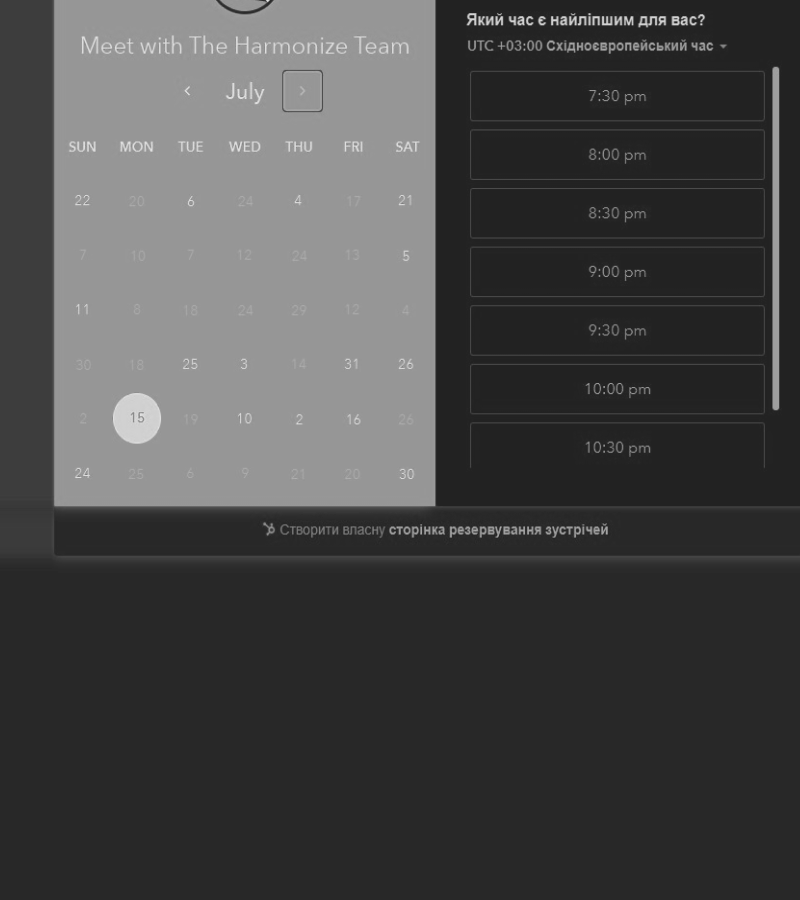 Meet with The Harmonize Team
July
SUN MON TUE WED THU FRI SAT
22 20 6 24 4 17 21
7 10 7 12 24 13 5
11 8 18 24 29 12 4
30 18 25 3 14 31 26
2 15 19 10 2 16 26
24 25 6 9 21 20 30
Який час є найліпшим для вас?
UTC +03:00 Східноєвропейський час
7:30 pm
8:00 pm
8:30 pm
9:00 pm
9:30 pm
10:00 pm
10:30 pm
Створити власну сторінка резервування зустрічей